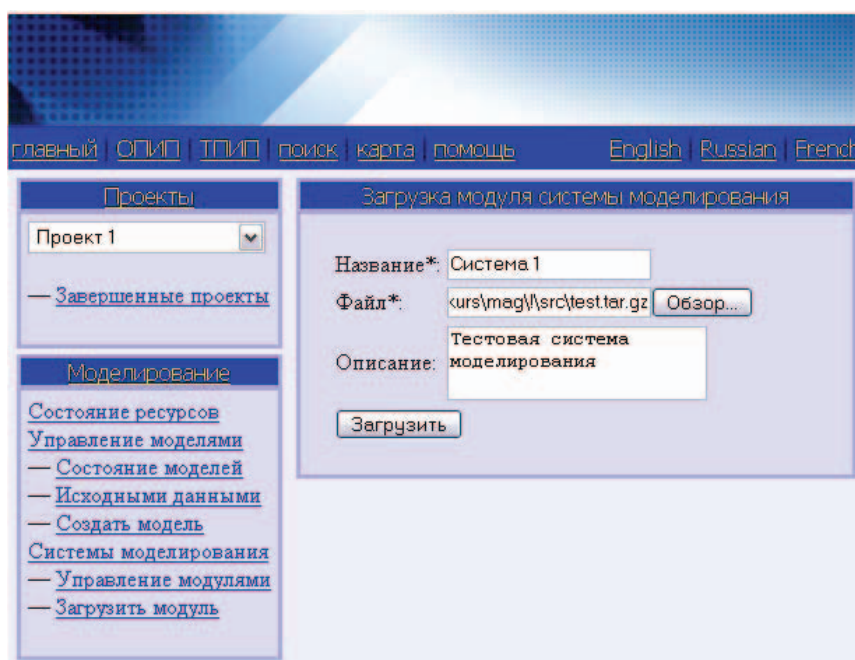 главный | ОПИП | ТПИП | поиск | карта | помощь English | Russian | French
Проекты
Проект 1
— Завершенные проекты
Моделирование
Состояние ресурсов
Управление моделями
— Состояние моделей
— Исходными данными
— Создать модель
Системы моделирования
— Управление модулями
— Загрузить модуль
Загрузка модуля системы моделирования
Название*: Система 1
Файл*: kurs\mag\l\src\test.tar.gz Обзор...
Описание: Тестовая система
моделирования
Загрузить